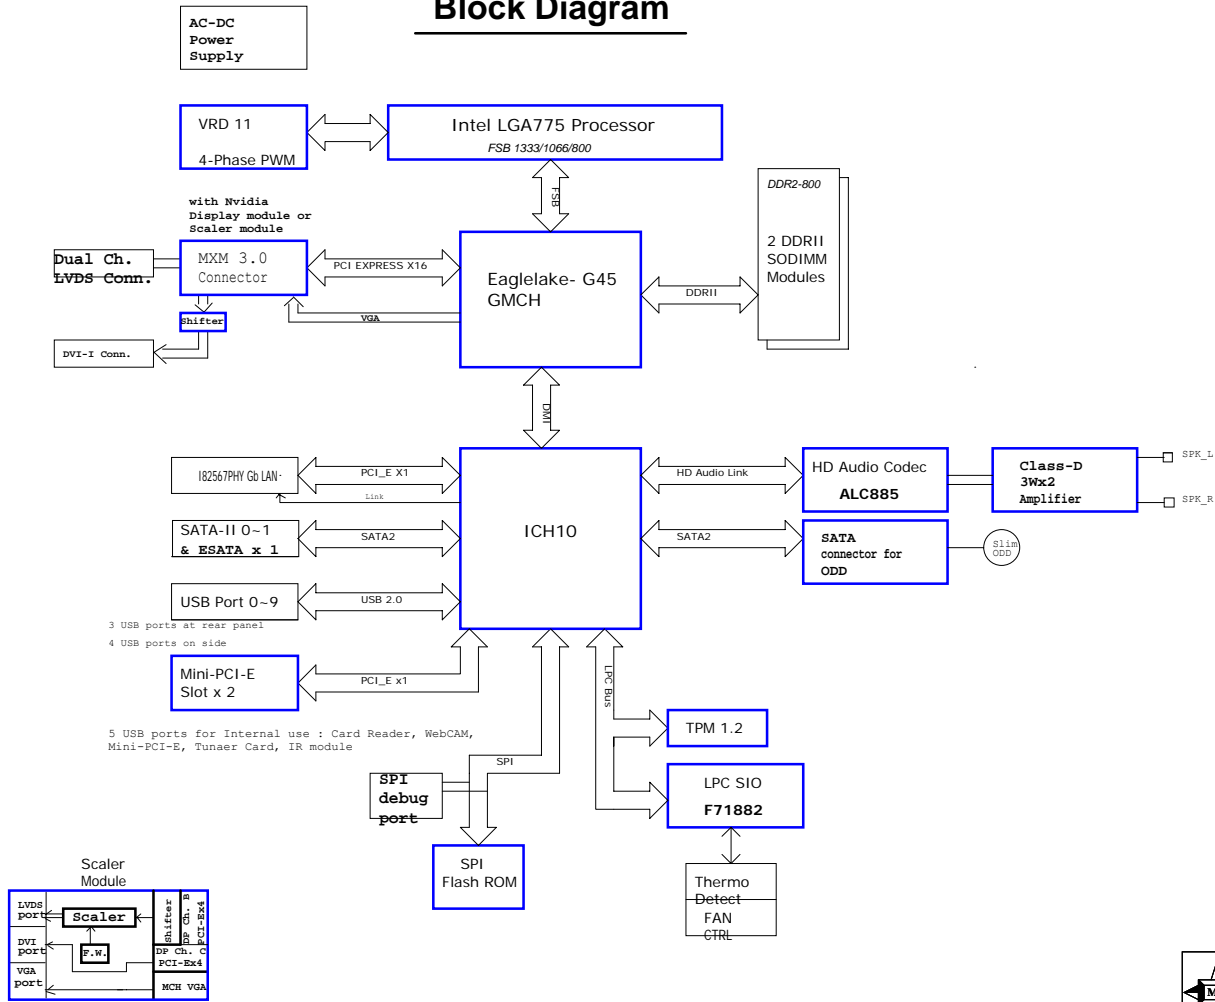 Block Diagram
AC-DC
Power
Supply
VRD 11
4-Phase PWM
Intel LGA775 Processor
FSB 1333/1066/800
FSB
DDR2-800
2 DDRII
SODIMM
Modules
with Nvidia
Display module or
Scaler module
Dual Ch.
LVDS Conn.
MXM 3.0
Connector
PCI EXPRESS X16
Eaglelake- G45
GMCH
DDRII
VGA
Shifter
DVI-I Conn.
DMI
I82567PHY Gb LAN
PCI_E X1
Link
SATA-II 0~1
& ESATA x 1
SATA2
USB Port 0~9
USB 2.0
3 USB ports at rear panel
4 USB ports on side
Mini-PCI-E
Slot x 2
PCI_E x1
5 USB ports for Internal use : Card Reader, WebCAM,
Mini-PCI-E, Tunaer Card, IR module
ICH10
HD Audio Link
HD Audio Codec
ALC885
Class-D
3Wx2
Amplifier
SPK_L
SPK_R
SATA2
SATA
connector for
ODD
Slim
ODD
LPC Bus
TPM 1.2
SPI
SPI
debug
port
LPC SIO
F71882
SPI
Flash ROM
Thermo
Detect
FAN
CTRL
Scaler
Module
LVDS
port
Scaler
Shifter
DP Ch. B
PCI-Ex4
DVI
port
F.W.
DP Ch. C
PCI-Ex4
VGA
port
MCH VGA